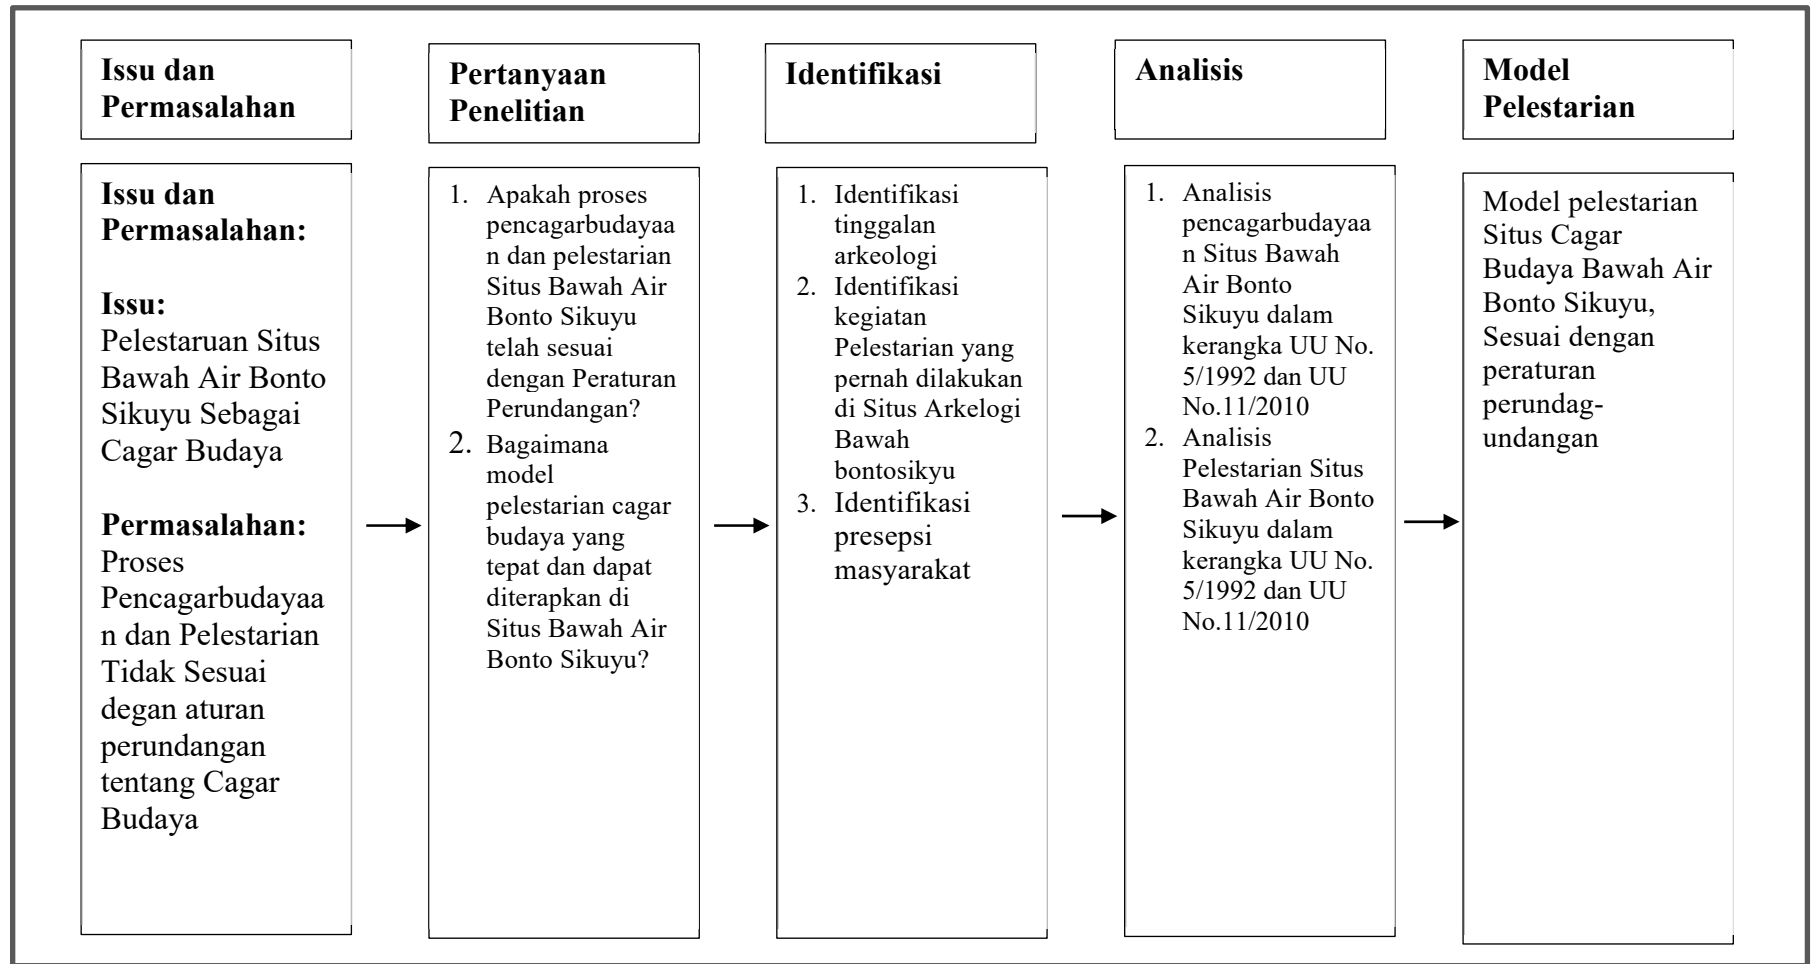 Issu dan
Permasalahan
Pertanyaan
Penelitian
Identifikasi
Analisis
Model
Pelestarian
Issu dan
Permasalahan:
Issu:
Pelestaruan Situs
Bawah Air Bonto
Sikuyu Sebagai
Cagar Budaya
Permasalahan:
Proses
Pencagarbudayaa
n dan Pelestarian
Tidak Sesuai
degan aturan
perundangan
tentang Cagar
Budaya
1. Apakah proses
pencagarbudayaa
n dan pelestarian
Situs Bawah Air
Bonto Sikuyu
telah sesuai
dengan Peraturan
Perundangan?
2. Bagaimana
model
pelestarian cagar
budaya yang
tepat dan dapat
diterapkan di
Situs Bawah Air
Bonto Sikuyu?
1. Identifikasi
tinggalan
arkeologi
2. Identifikasi
kegiatan
Pelestarian yang
pernah dilakukan
di Situs Arkelogi
Bawah
bontosikyu
3. Identifikasi
presepsi
masyarakat
1. Analisis
pencagarbudayaa
n Situs Bawah
Air Bonto
Sikuyu dalam
kerangka UU No.
5/1992 dan UU
No.11/2010
2. Analisis
Pelestarian Situs
Bawah Air Bonto
Sikuyu dalam
kerangka UU No.
5/1992 dan UU
No.11/2010
Model pelestarian
Situs Cagar
Budaya Bawah Air
Bonto Sikuyu,
Sesuai dengan
peraturan
perundag-
undangan